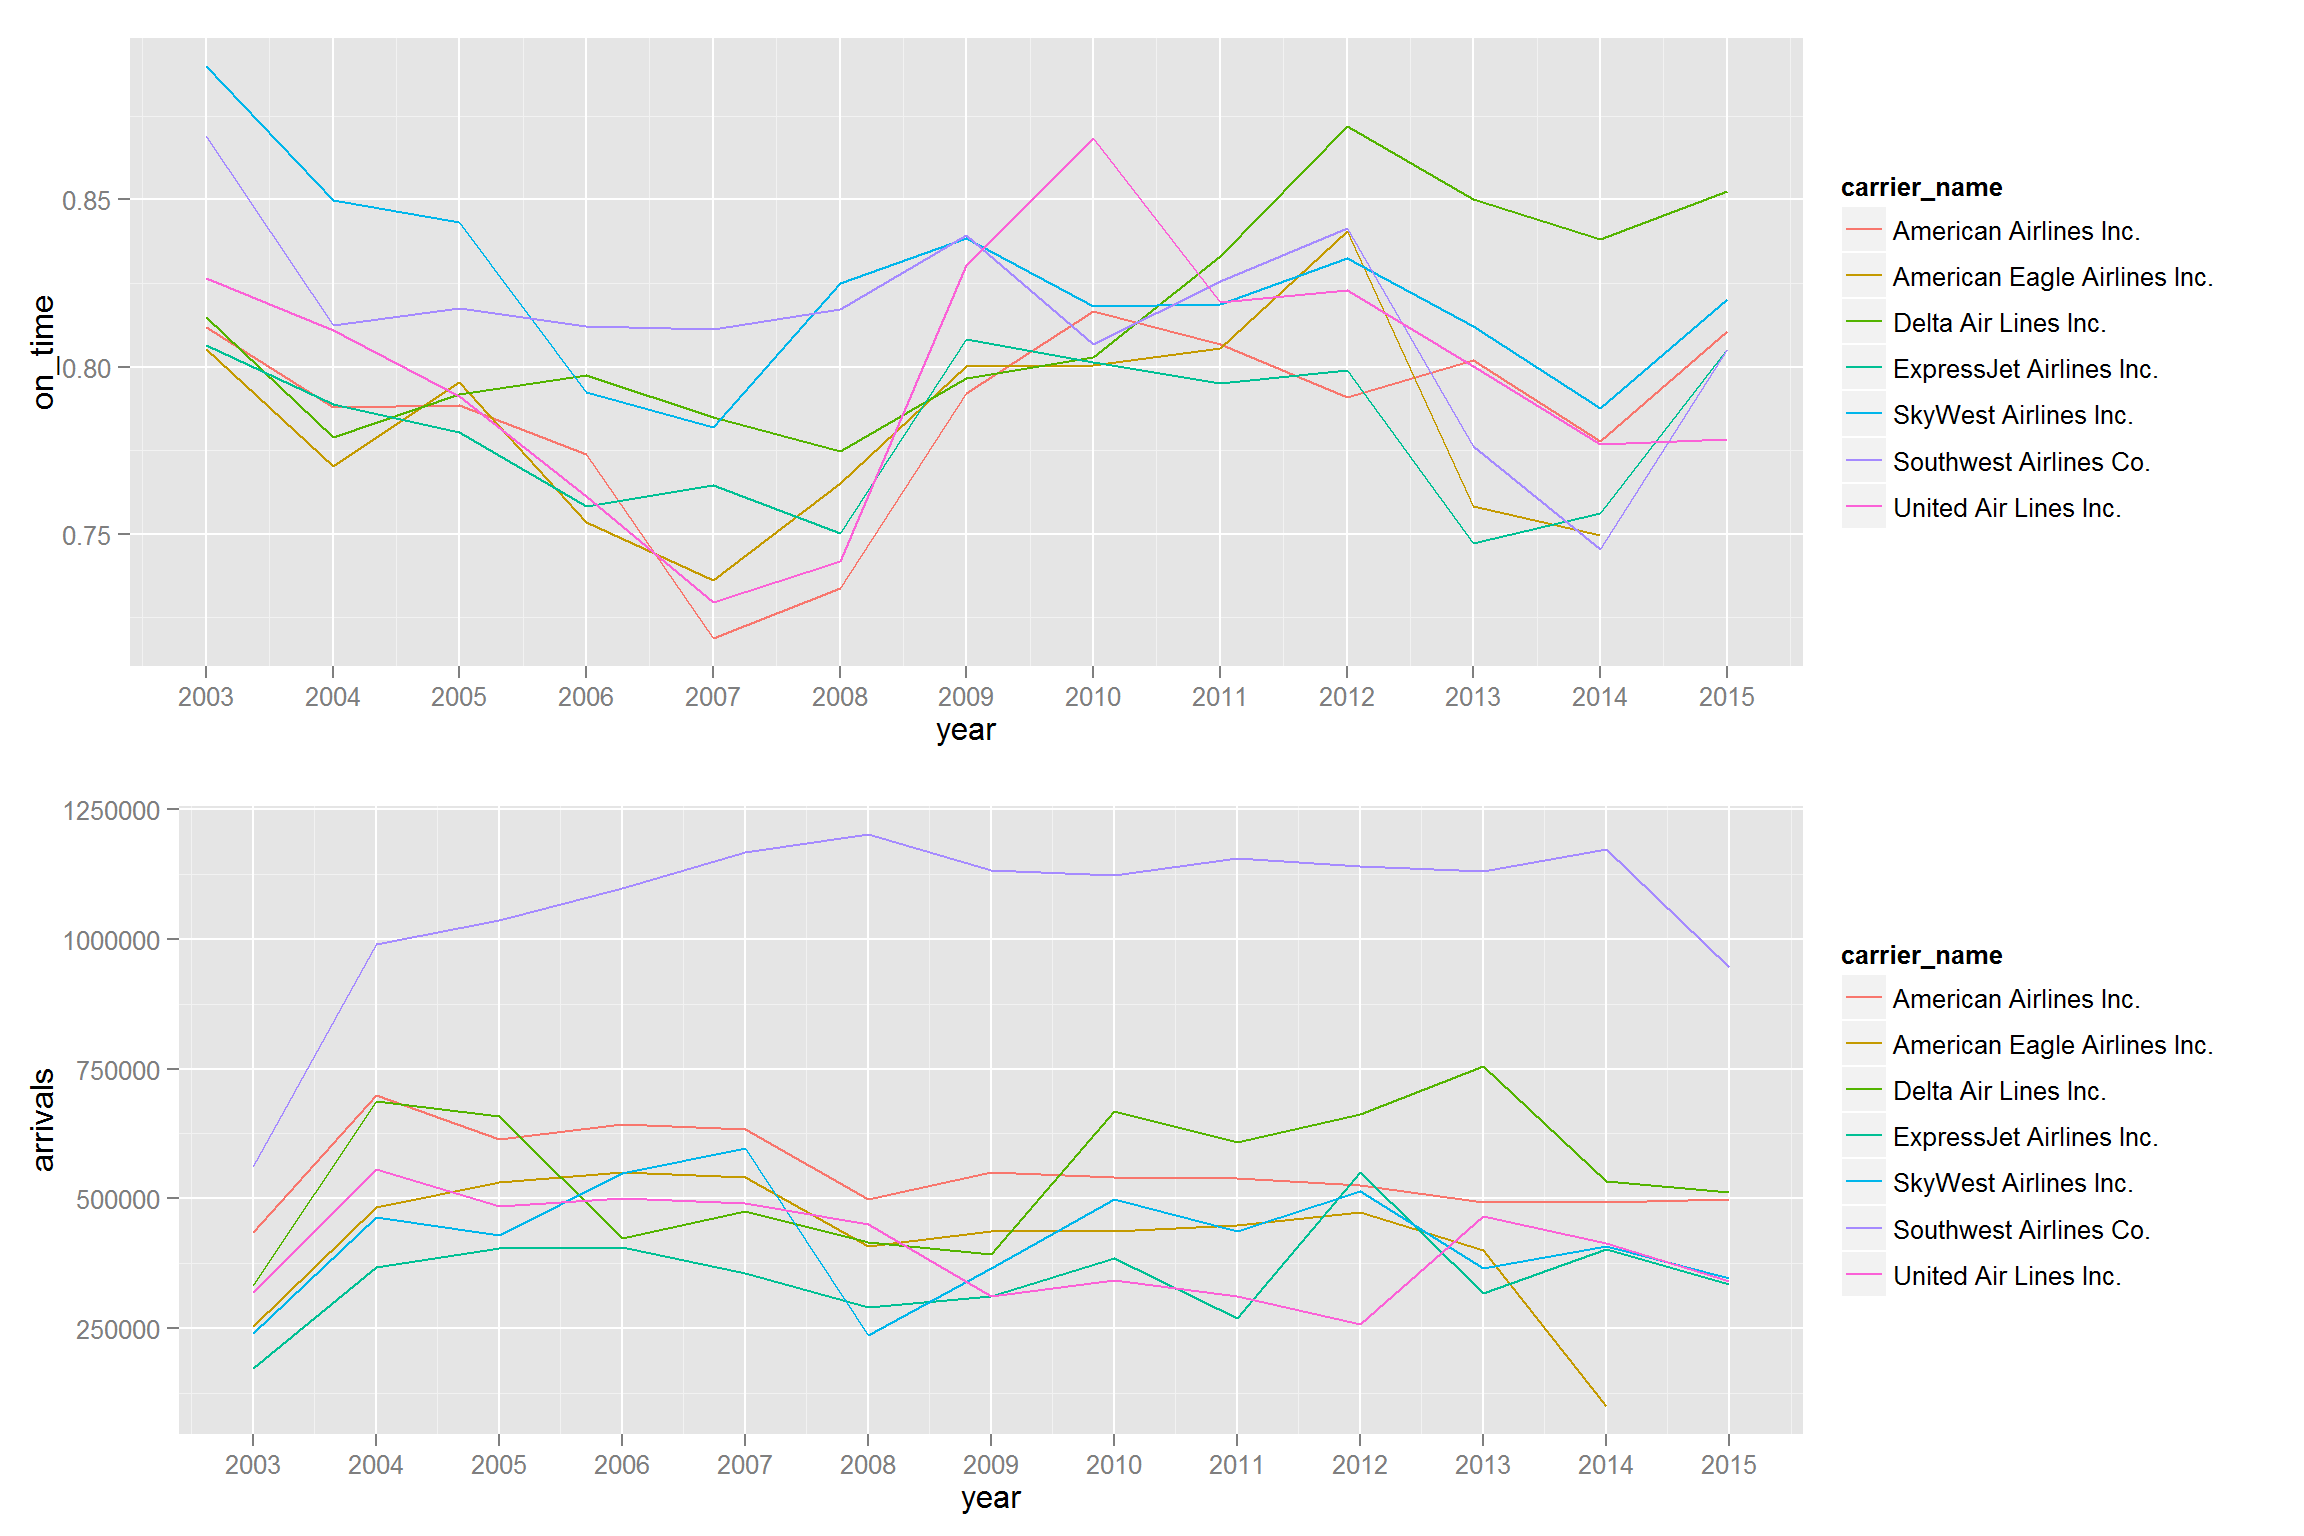 on_time
0.85
0.80
0.75
2003 2004 2005 2006 2007 2008 2009 2010 2011 2012 2013 2014 2015
year
carrier_name
American Airlines Inc.
American Eagle Airlines Inc.
Delta Air Lines Inc.
ExpressJet Airlines Inc.
SkyWest Airlines Inc.
Southwest Airlines Co.
United Air Lines Inc.
arrivals
1250000
1000000
750000
500000
250000
2003 2004 2005 2006 2007 2008 2009 2010 2011 2012 2013 2014 2015
year
carrier_name
American Airlines Inc.
American Eagle Airlines Inc.
Delta Air Lines Inc.
ExpressJet Airlines Inc.
SkyWest Airlines Inc.
Southwest Airlines Co.
United Air Lines Inc.